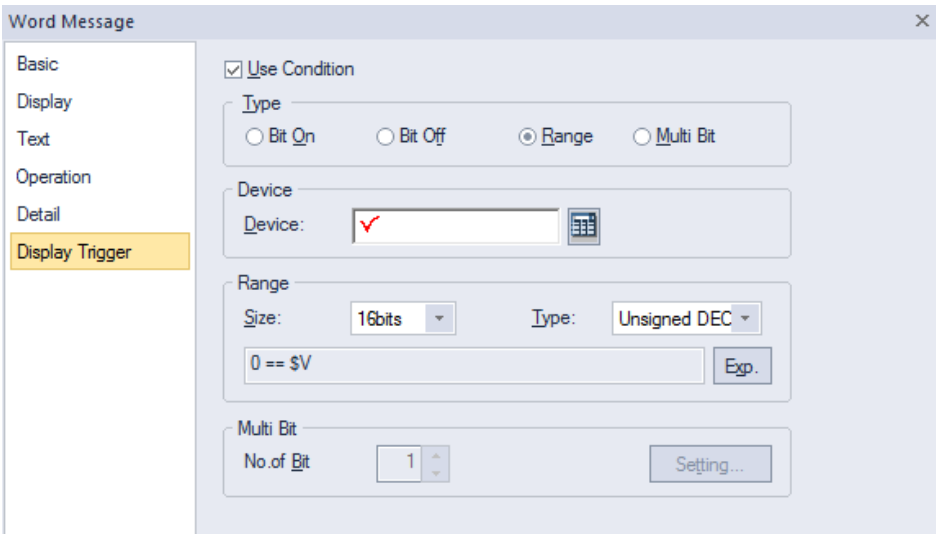 Word Message
Basic
Display
Text
Operation
Detail
Display Trigger
Use Condition
Type
Bit On Bit Off Range Multi Bit
Device
Device:
Range
Size: 16bits Type: Unsigned DEC
0 == $V Exp.
Multi Bit
No.of Bit 1 Setting...